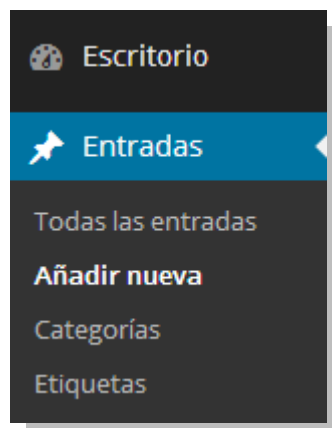 Escritorio
Entradas
Todas las entradas
Añadir nueva
Categorías
Etiquetas